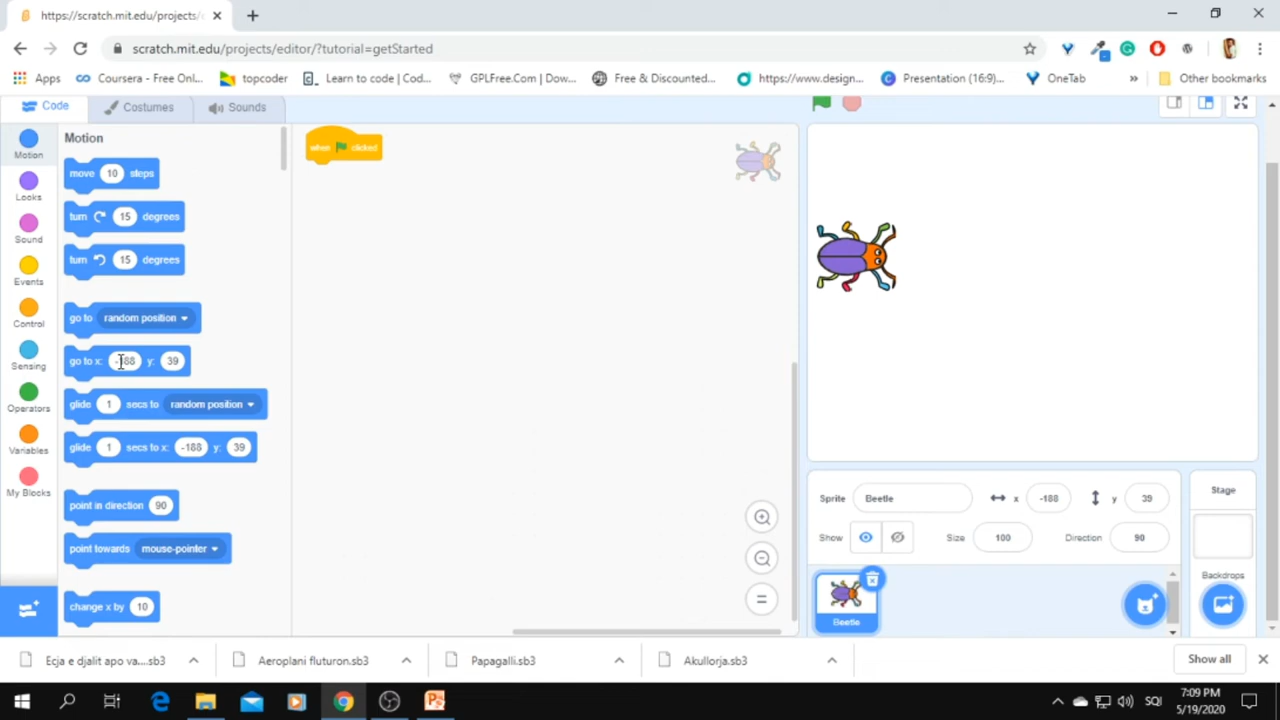 https://scratch.mit.edu/projects/
scratch.mit.edu/projects/editor/?tutorial=getStarted
Apps
Coursera - Free Onl...
topcoder
Learn to code | Cod...
GPLFree.Com | Dow...
Free & Discounted...
https://www.design...
Presentation (16:9)...
OneTab
»
Other bookmarks
Code
Costumes
Sounds
Motion
Looks
Sound
Events
Control
Sensing
Operators
Variables
My Blocks
Motion
move 10 steps
turn 15 degrees
turn 15 degrees
go to random position
go to x: -188 y: 39
glide 1 secs to random position
glide 1 secs to x: -188 y: 39
point in direction 90
point towards mouse-pointer
change x by 10
when clicked
Sprite Beetle x -188 y 39
Show Size 100 Direction 90
Beetle
Stage
Backdrops
Ecja e djalit apo va....sb3
Aeroplani fluturon.sb3
Papagalli.sb3
Akullorja.sb3
Show all
SQI
7:09 PM
5/19/2020